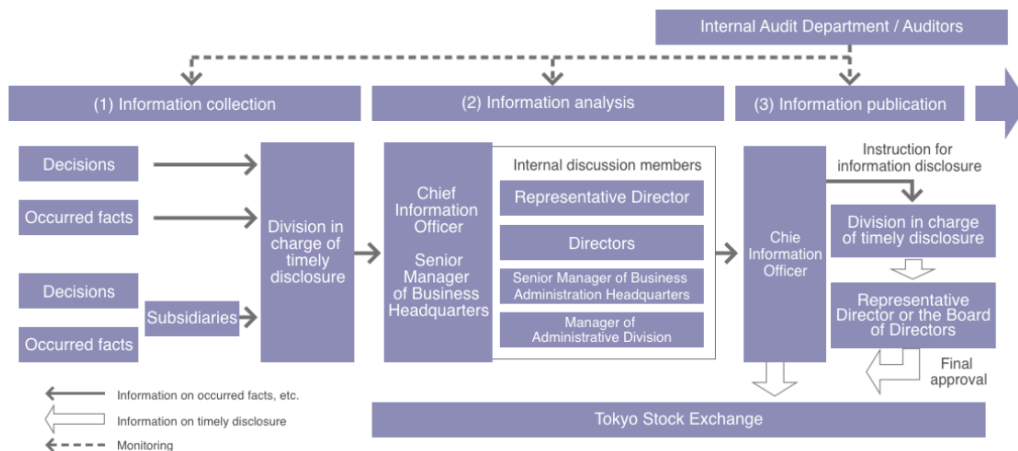 Internal Audit Department / Auditors
(1) Information collection
(2) Information analysis
(3) Information publication
Decisions
Occurred facts
Decisions
Occurred facts
Subsidiaries
Division in
charge of
timely
disclosure
Chief
Information
Officer
Senior
Manager
of Business
Headquarters
Internal discussion members
Representative Director
Directors
Senior Manager of Business
Administration Headquarters
Manager of
Administrative Division
Chie
Information
Officer
Instruction for
information disclosure
Division in charge
of timely disclosure
Representative
Director or the Board
of Directors
Final
approval
Tokyo Stock Exchange
Information on occurred facts, etc.
Information on timely disclosure
Monitoring